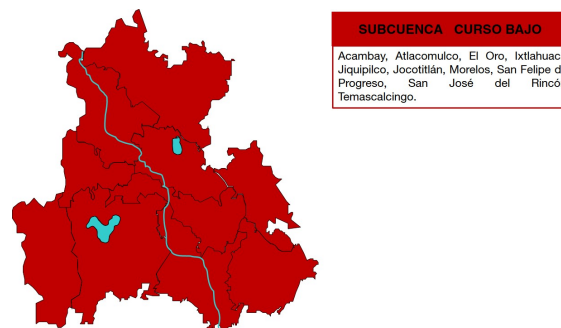 SUBCUENCA CURSO BAJO
Acambay, Atlacomulco, El Oro, Ixtlahuac
Jiquipilco, Jocotitlán, Morelos, San Felipe d
Progreso, San José del Rincó
Temascalcingo.